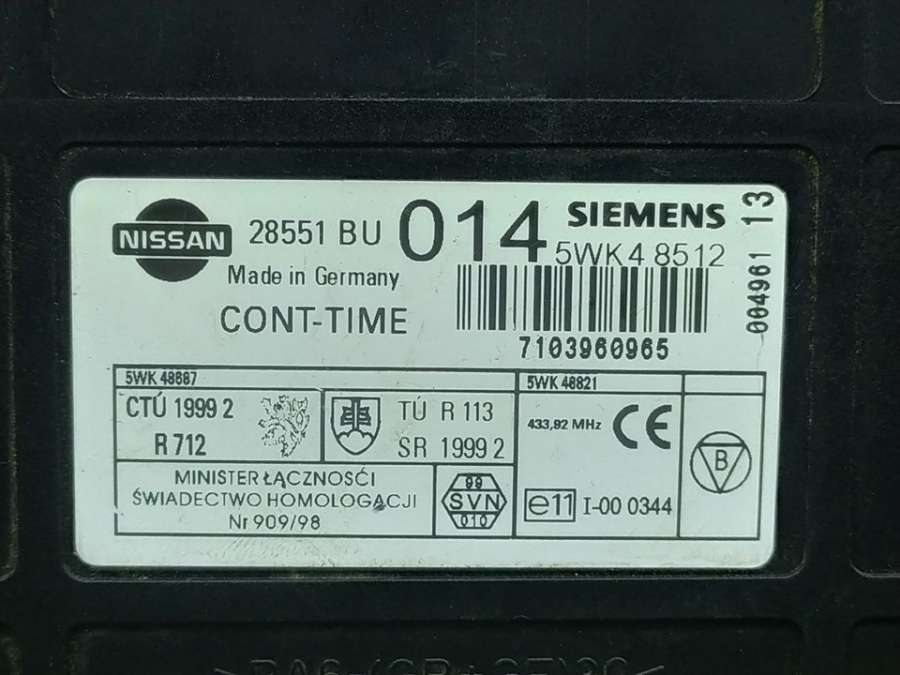 NISSAN 28551 BU 014 SIEMENS
5WK4 8512
Made in Germany
CONT-TIME
7103960965
004961 13
5WK 48687
CTÚ 1999 2
R 712
TÚ R 113
SR 1999 2
MINISTER ŁĄCZNOŚCI
ŚWIADECTWO HOMOLOGACJI
Nr 909/98
99
SVN
010
5WK 48821
433,92 MHz CE
e11 I-00 0344
B